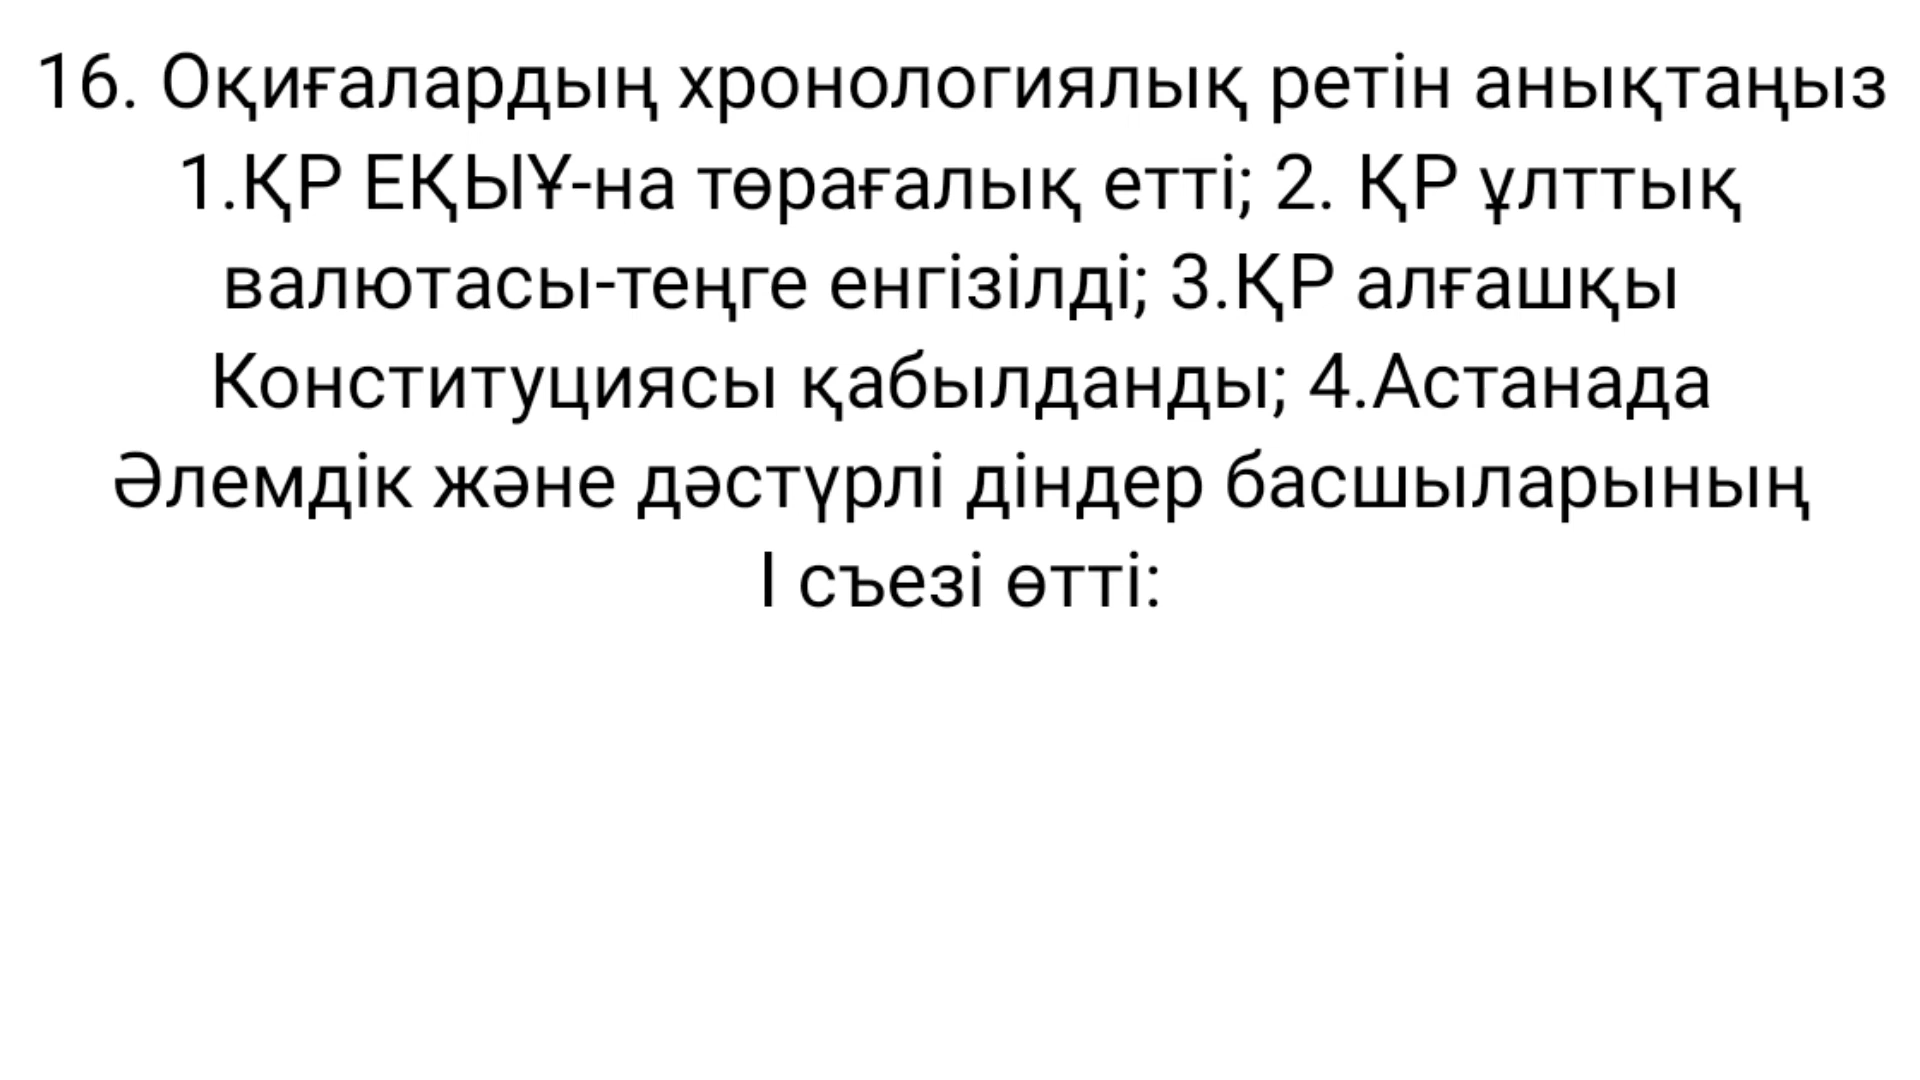 16. Оқиғалардың хронологиялық ретін анықтаңыз
1.ҚР ЕҚЫҰ-на төрағалық етті; 2. ҚР ұлттық
валютасы-теңге енгізілді; 3.ҚР алғашқы
Конституциясы қабылданды; 4.Астанада
Әлемдік және дәстүрлі діндер басшыларының
І съезі өтті: